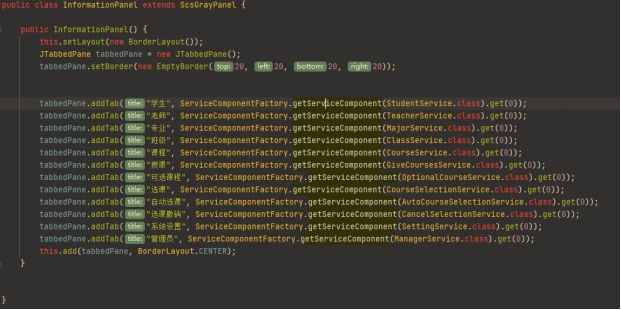 public class InformationPanel extends ScsGrayPanel {
public InformationPanel() {
this.setLayout(new BorderLayout());
JTabbedPane tabbedPane = new JTabbedPane();
tabbedPane.setBorder(new EmptyBorder( top: 20, left: 20, bottom: 20, right: 20));
tabbedPane.addTab( title: "学生", ServiceComponentFactory.getServiceComponent(StudentService.class).get(0));
tabbedPane.addTab( title: "老师", ServiceComponentFactory.getServiceComponent(TeacherService.class).get(0));
tabbedPane.addTab( title: "专业", ServiceComponentFactory.getServiceComponent(MajorService.class).get(0));
tabbedPane.addTab( title: "班级", ServiceComponentFactory.getServiceComponent(ClassService.class).get(0));
tabbedPane.addTab( title: "课程", ServiceComponentFactory.getServiceComponent(CourseService.class).get(0));
tabbedPane.addTab( title: "授课", ServiceComponentFactory.getServiceComponent(GiveCoursesService.class).get(0));
tabbedPane.addTab( title: "可选课程", ServiceComponentFactory.getServiceComponent(OptionalCourseService.class).get(0));
tabbedPane.addTab( title: "选课", ServiceComponentFactory.getServiceComponent(CourseSelectionService.class).get(0));
tabbedPane.addTab( title: "自动选课", ServiceComponentFactory.getServiceComponent(AutoCourseSelectionService.class).get(0));
tabbedPane.addTab( title: "选课撤销", ServiceComponentFactory.getServiceComponent(CancelSelectionService.class).get(0));
tabbedPane.addTab( title: "系统设置", ServiceComponentFactory.getServiceComponent(SettingService.class).get(0));
tabbedPane.addTab( title: "管理员", ServiceComponentFactory.getServiceComponent(ManagerService.class).get(0));
this.add(tabbedPane, BorderLayout.CENTER);
}
}